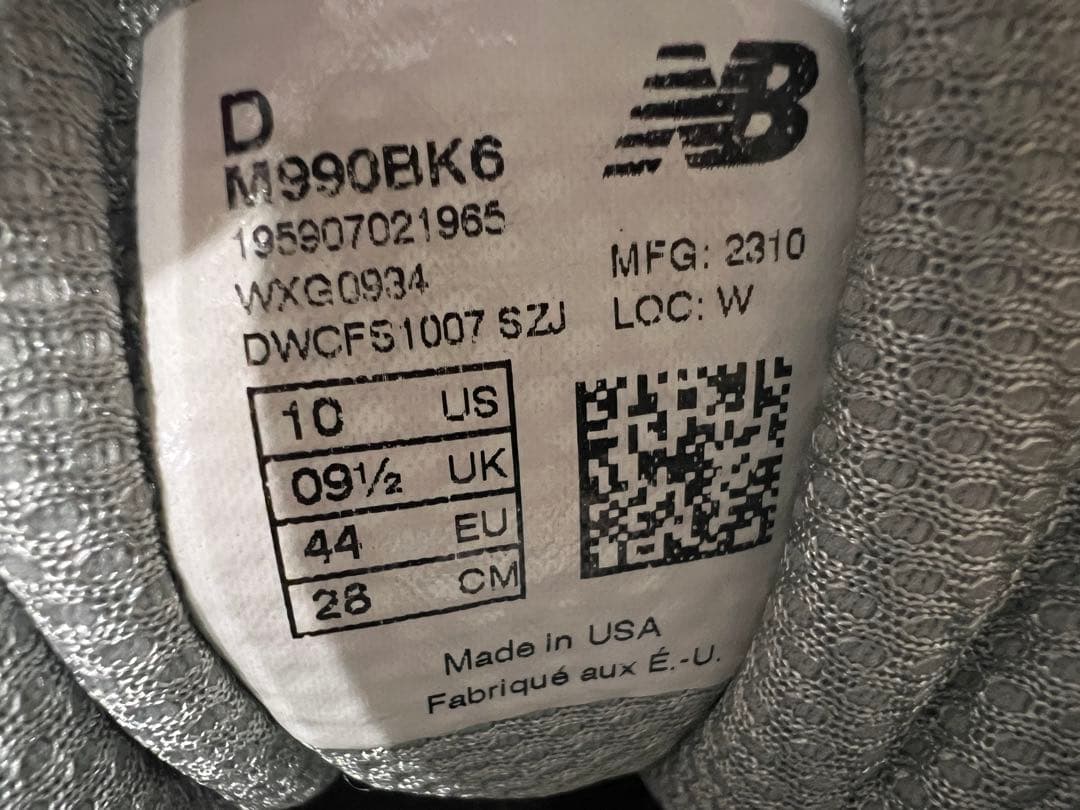 D
M990BK6
195907021965
WXG0934
DWCFS1007 SZJ
NB
MFG: 2310
LOC: W
10 US
09½ UK
44 EU
28 CM
Made in USA
Fabriqué aux É.-U.